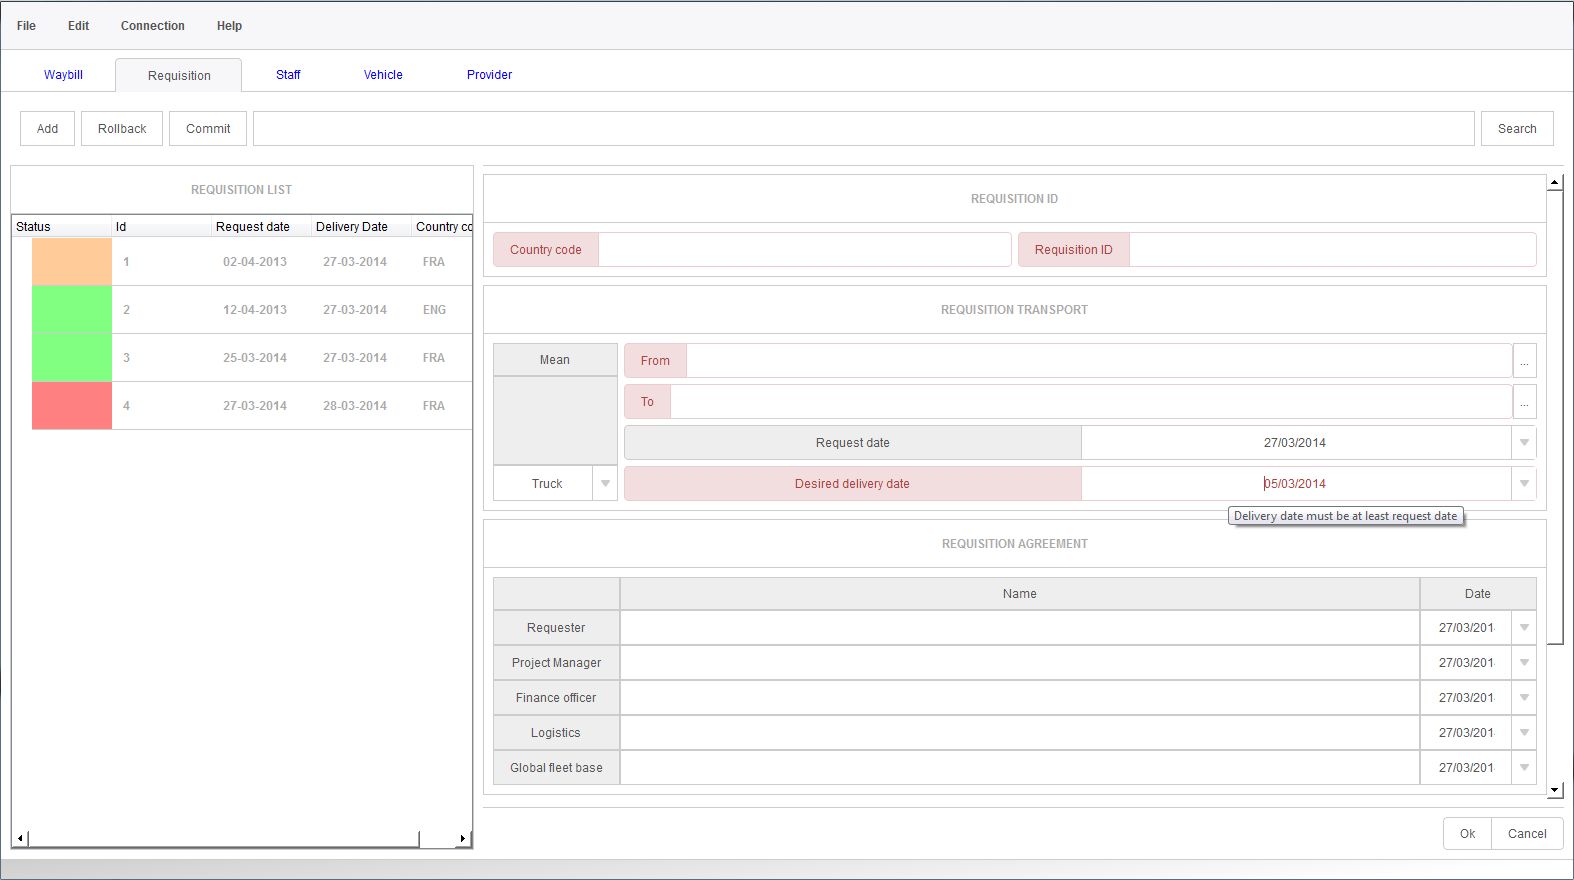 File Edit Connection Help
Waybill Requisition Staff Vehicle Provider
Add Rollback Commit Search
REQUISITION LIST
Status Id Request date Delivery Date Country co
1 02-04-2013 27-03-2014 FRA
2 12-04-2013 27-03-2014 ENG
3 25-03-2014 27-03-2014 FRA
4 27-03-2014 28-03-2014 FRA
REQUISITION ID
Country code Requisition ID
REQUISITION TRANSPORT
Mean From ...
To ...
Request date 27/03/2014
Truck Desired delivery date 05/03/2014
Delivery date must be at least request date
REQUISITION AGREEMENT
Name Date
Requester 27/03/201
Project Manager 27/03/201
Finance officer 27/03/201
Logistics 27/03/201
Global fleet base 27/03/201
Ok Cancel